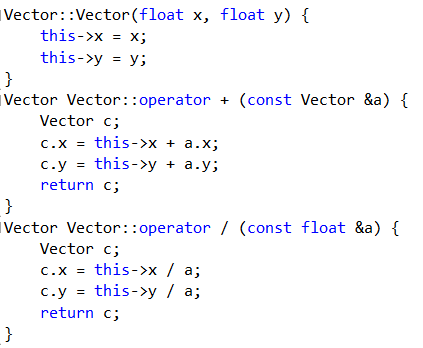 Vector::Vector(float x, float y) {
    this->x = x;
    this->y = y;
}
Vector Vector::operator + (const Vector &a) {
    Vector c;
    c.x = this->x + a.x;
    c.y = this->y + a.y;
    return c;
}
Vector Vector::operator / (const float &a) {
    Vector c;
    c.x = this->x / a;
    c.y = this->y / a;
    return c;
}